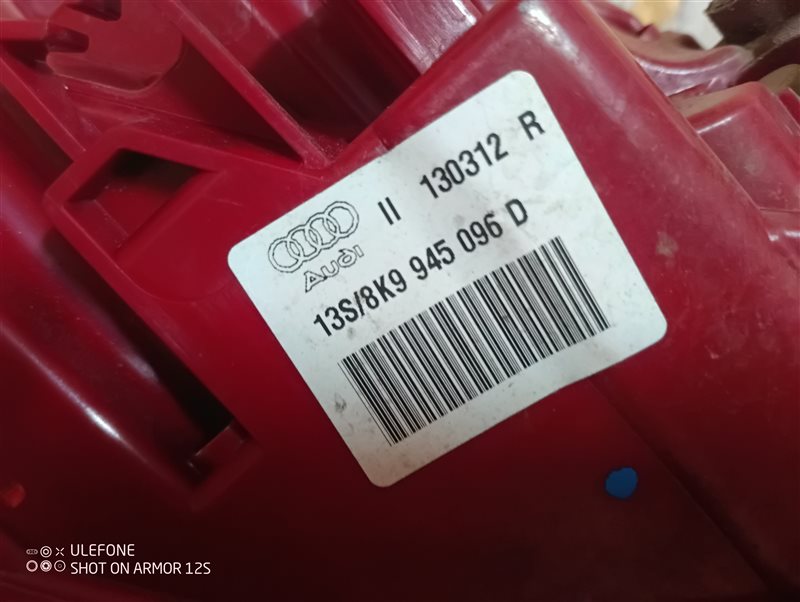 II 130312 R
Audi
13S/8K9 945 096 D
ULEFONE
SHOT ON ARMOR 12S